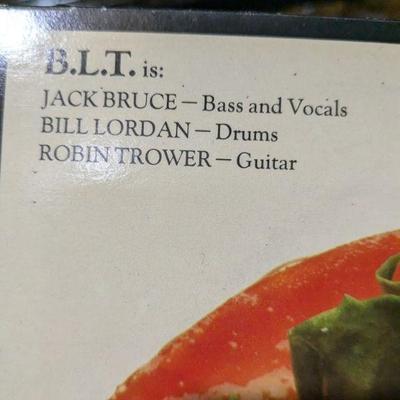 B.L.T. is:
JACK BRUCE – Bass and Vocals
BILL LORDAN – Drums
ROBIN TROWER – Guitar